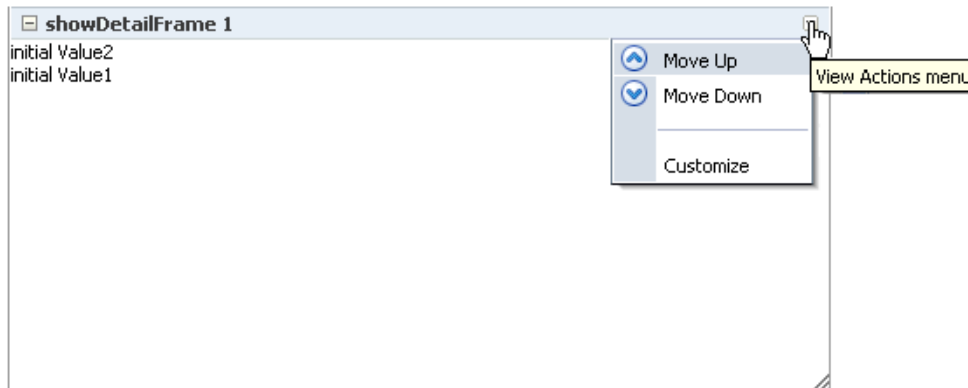 showDetailFrame 1
initial Value2
initial Value1
Move Up
Move Down
Customize
View Actions menu